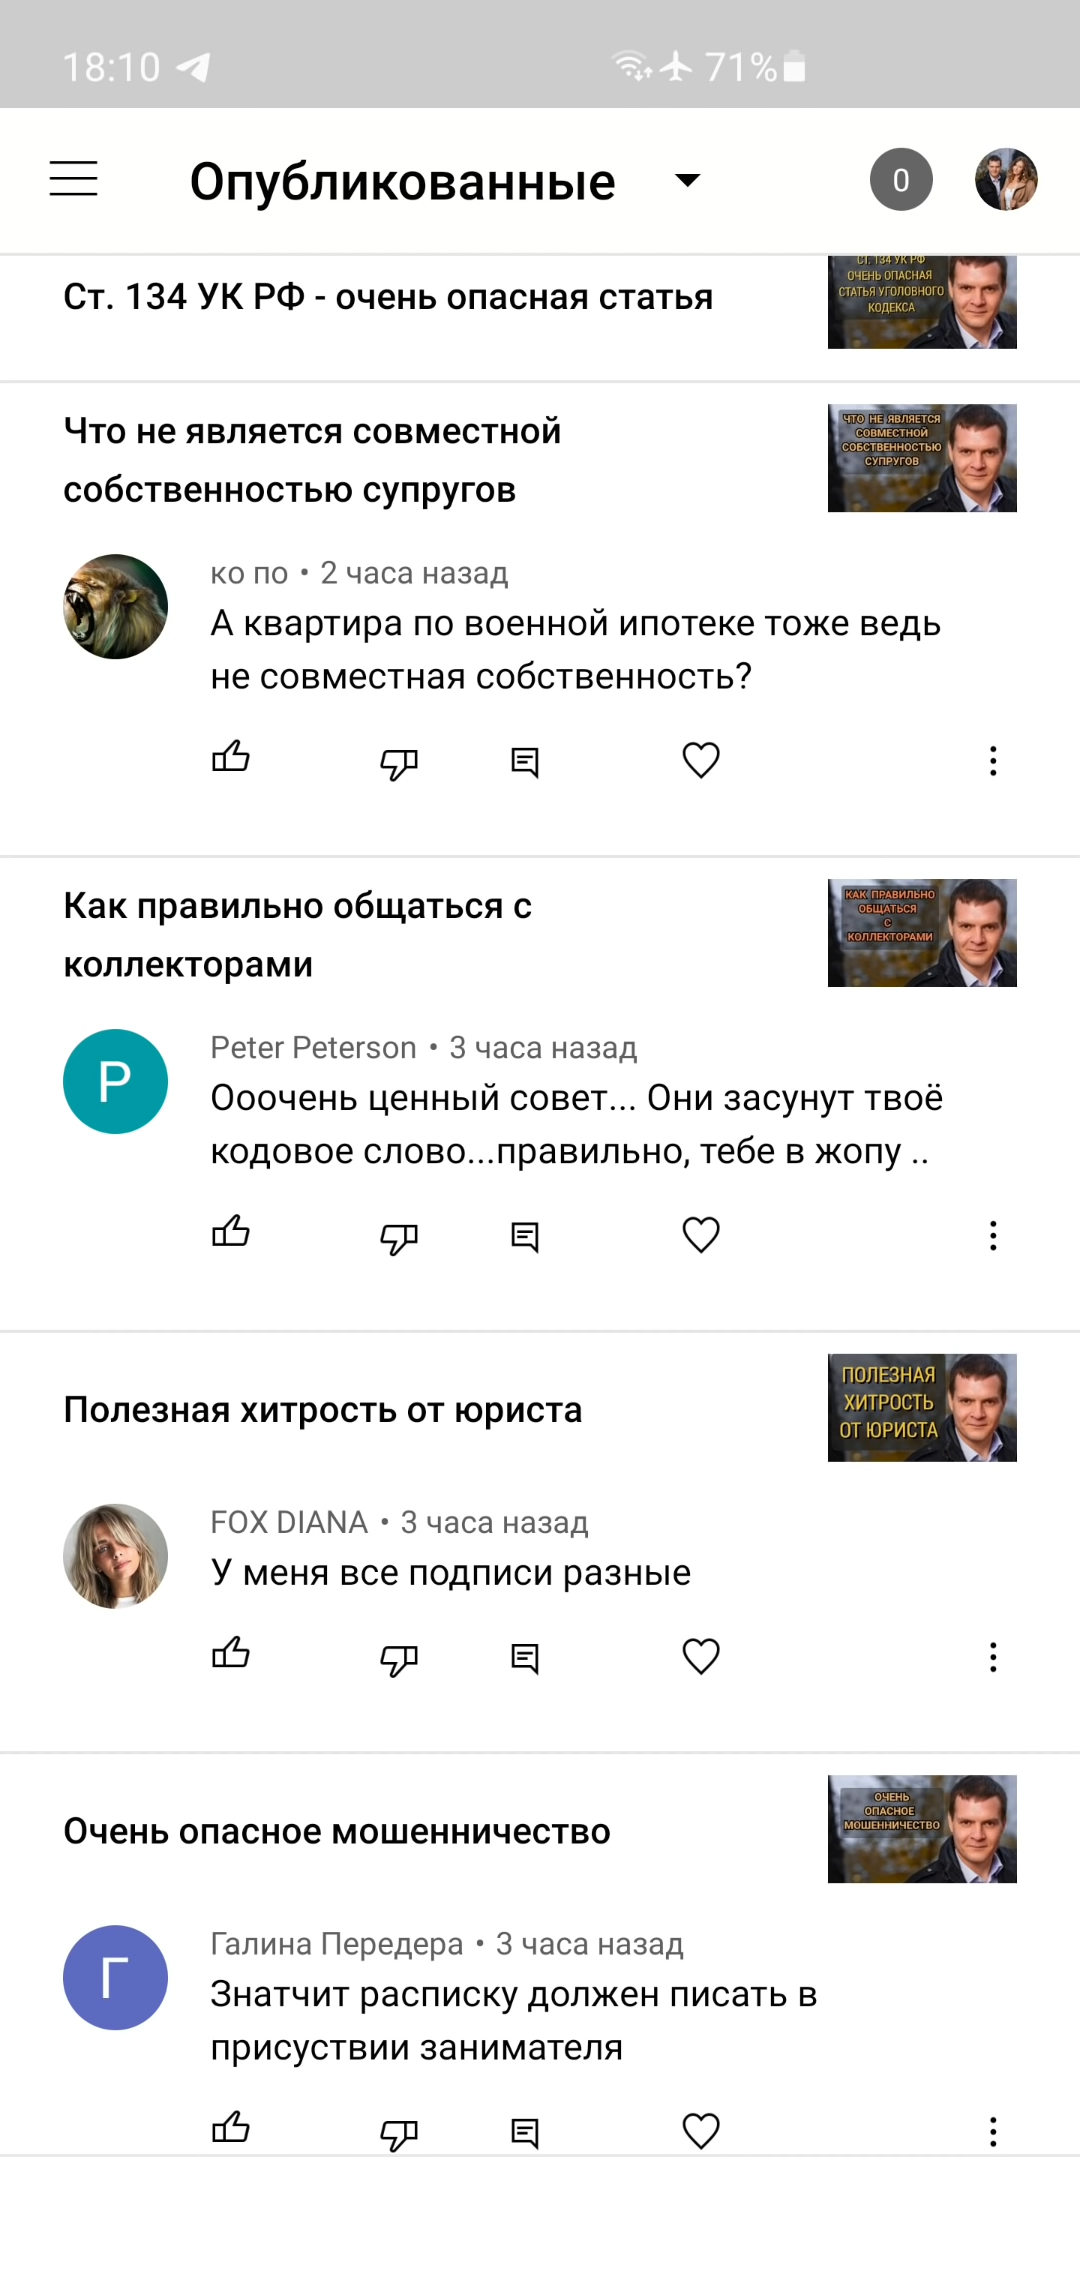 18:10
71%
Опубликованные
0
Ст. 134 УК РФ - очень опасная статья
СТ. 134 УК РФ
ОЧЕНЬ ОПАСНАЯ
СТАТЬЯ УГОЛОВНОГО
КОДЕКСА
Что не является совместной
собственностью супругов
ЧТО НЕ ЯВЛЯЕТСЯ
СОВМЕСТНОЙ
СОБСТВЕННОСТЬЮ
СУПРУГОВ
ко по • 2 часа назад
А квартира по военной ипотеке тоже ведь
не совместная собственность?
Как правильно общаться с
коллекторами
КАК ПРАВИЛЬНО
ОБЩАТЬСЯ
С
КОЛЛЕКТОРАМИ
P
Peter Peterson • 3 часа назад
Ооочень ценный совет... Они засунут твоё
кодовое слово...правильно, тебе в жопу ..
Полезная хитрость от юриста
ПОЛЕЗНАЯ
ХИТРОСТЬ
ОТ ЮРИСТА
FOX DIANA • 3 часа назад
У меня все подписи разные
Очень опасное мошенничество
ОЧЕНЬ
ОПАСНОЕ
МОШЕННИЧЕСТВО
Г
Галина Передера • 3 часа назад
Знатчит расписку должен писать в
присуствии заниматeля